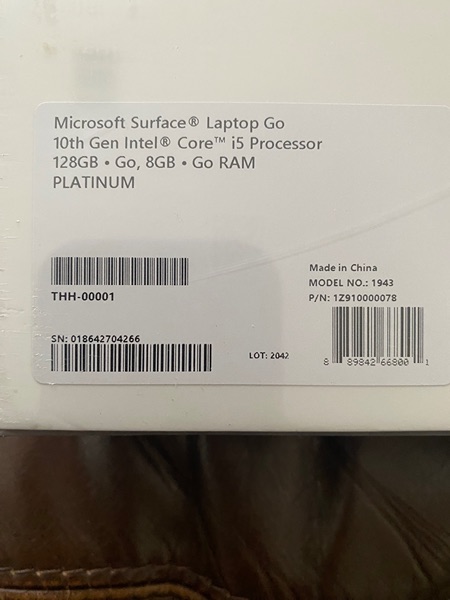 Microsoft Surface® Laptop Go
10th Gen Intel® Core™ i5 Processor
128GB • Go, 8GB • Go RAM
PLATINUM
THH-00001
SN: 018642704266
LOT: 2042
Made in China
MODEL NO.: 1943
P/N: 1Z910000078
8 89842 66800 1